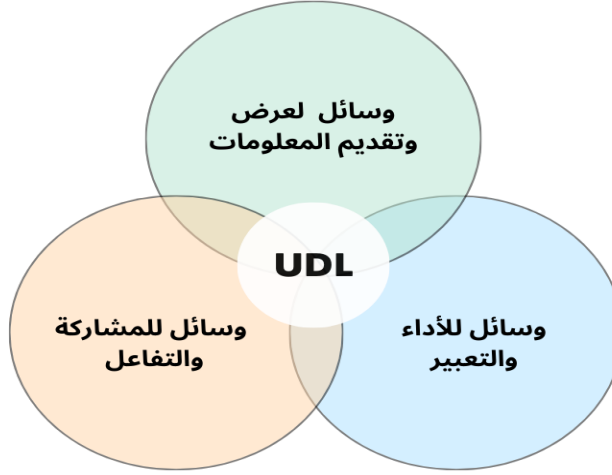 وسائل لعرض
وتقديم المعلومات
UDL
وسائل للأداء
والتعبير
وسائل للمشاركة
والتفاعل